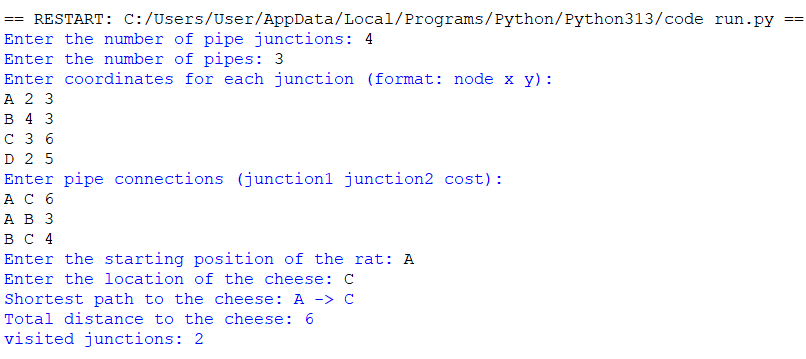 == RESTART: C:/Users/User/AppData/Local/Programs/Python/Python313/code run.py ==
Enter the number of pipe junctions: 4
Enter the number of pipes: 3
Enter coordinates for each junction (format: node x y):
A 2 3
B 4 3
C 3 6
D 2 5
Enter pipe connections (junction1 junction2 cost):
A C 6
A B 3
B C 4
Enter the starting position of the rat: A
Enter the location of the cheese: C
Shortest path to the cheese: A -> C
Total distance to the cheese: 6
visited junctions: 2